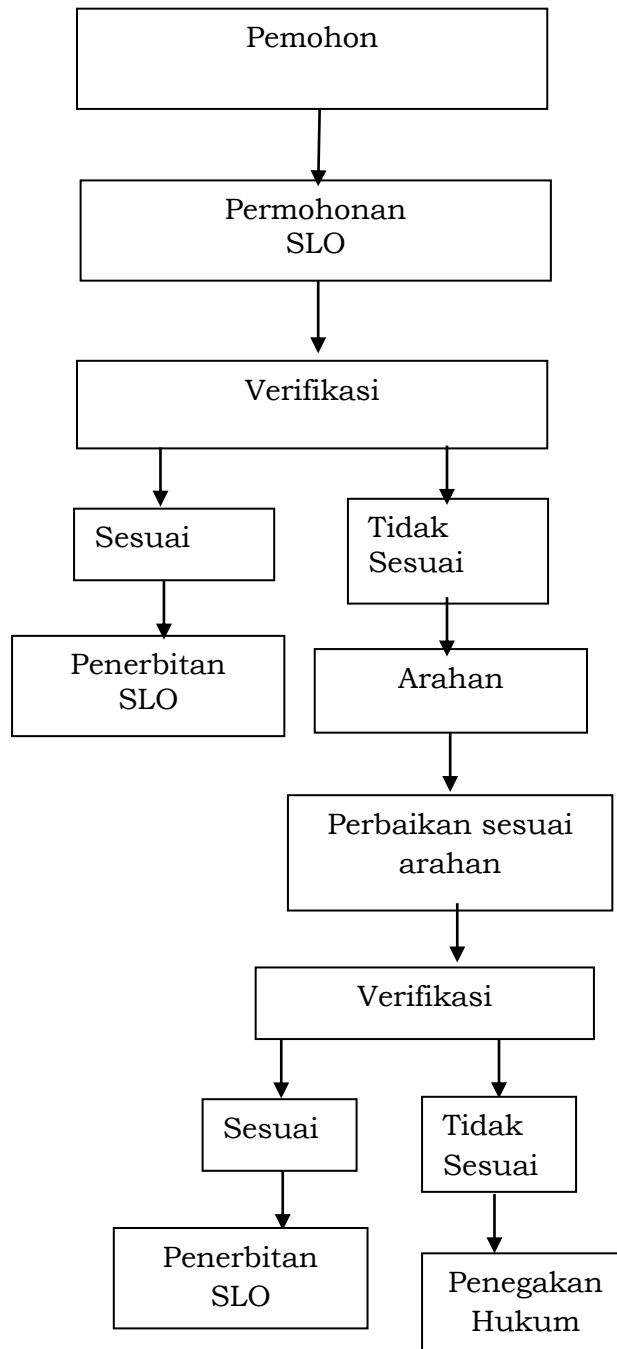 Pemohon
Permohonan
SLO
Verifikasi
Sesuai
Tidak
Sesuai
Penerbitan
SLO
Arahan
Perbaikan sesuai
arahan
Verifikasi
Sesuai
Tidak
Sesuai
Penerbitan
SLO
Penegakan
Hukum